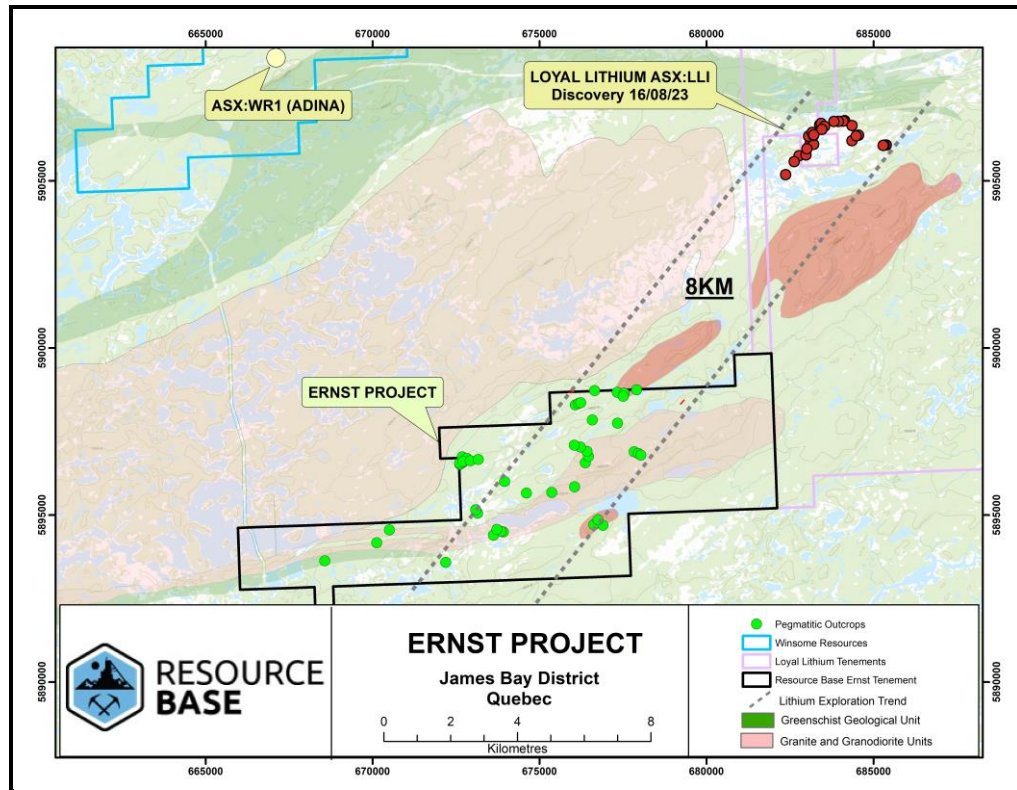 665000 670000 675000 680000 685000
ASX:WR1 (ADINA)
LOYAL LITHIUM ASX:LLI
Discovery 16/08/23
5905000 5905000
8KM
5900000 5900000
ERNST PROJECT
5895000 5895000
5890000 5890000
RESOURCE
BASE
ERNST PROJECT
James Bay District
Quebec
0 2 4 6 8
Kilometres
Pegmatitic Outcrops
Winsome Resources
Loyal Lithium Tenements
Resource Base Ernst Tenement
Lithium Exploration Trend
Greenschist Geological Unit
Granite and Granodiorite Units
665000 670000 675000 680000 685000